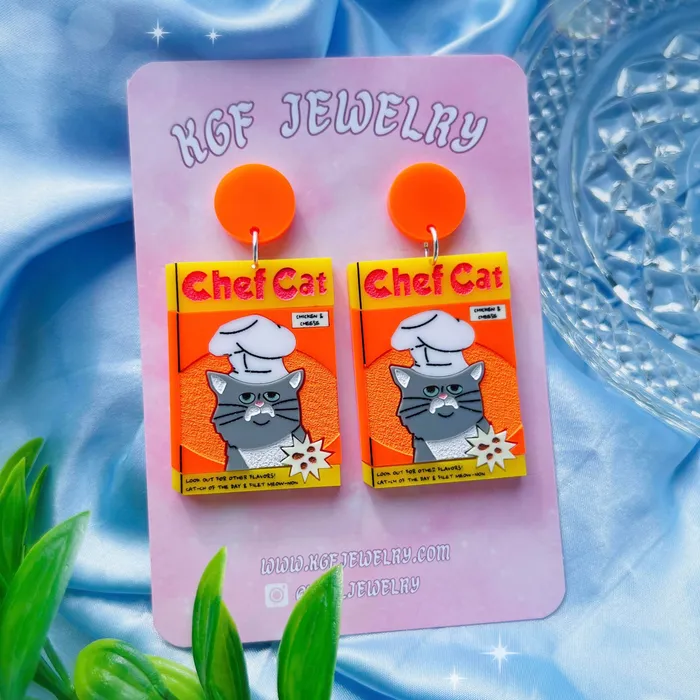 KGF JEWELRY
Chef Cat
CHICKEN &
CHEESE
LOOK OUT FOR OTHER FLAVORS!
CAT-CH OF THE DAY & FILET MEOW-NON
Chef Cat
CHICKEN &
CHEESE
LOOK OUT FOR OTHER FLAVORS!
CAT-CH OF THE DAY & FILET MEOW-NON
WWW.KGFJEWELRY.COM
JEWELRY